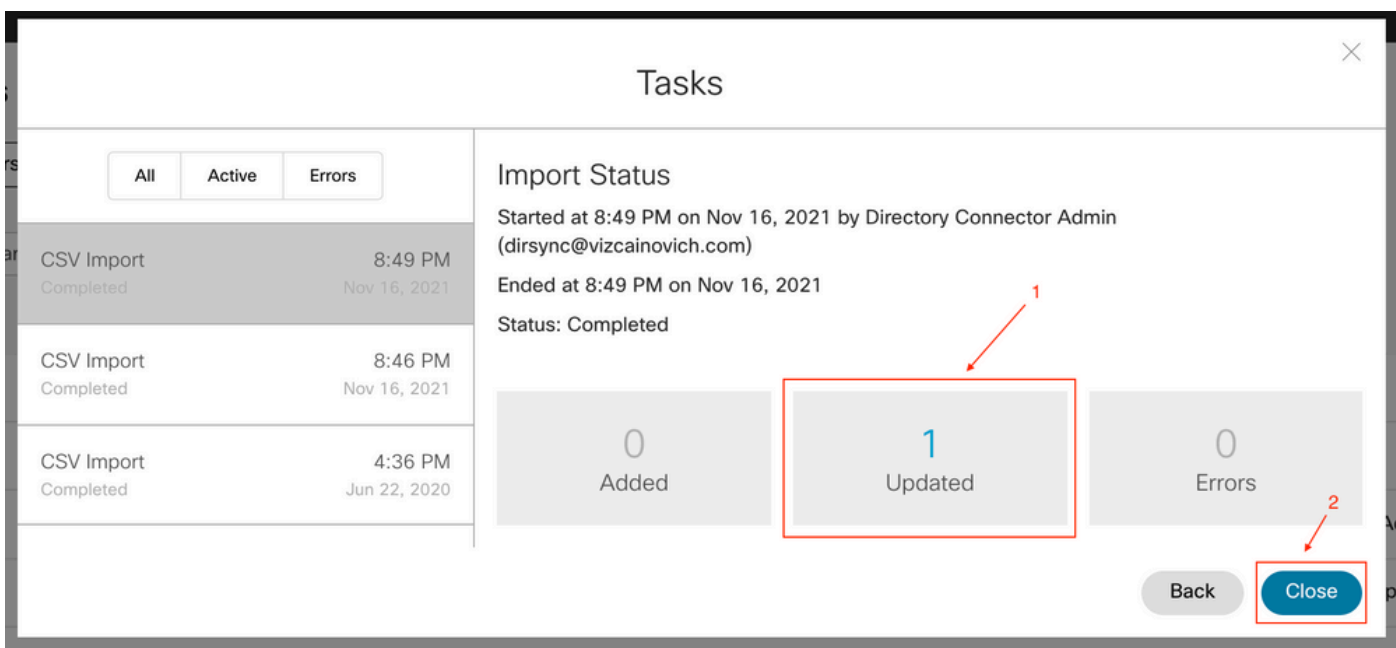 Tasks
All Active Errors
CSV Import 8:49 PM
Completed Nov 16, 2021
CSV Import 8:46 PM
Completed Nov 16, 2021
CSV Import 4:36 PM
Completed Jun 22, 2020
Import Status
Started at 8:49 PM on Nov 16, 2021 by Directory Connector Admin
(dirsync@vizcainovich.com)
Ended at 8:49 PM on Nov 16, 2021
Status: Completed
1
0 1 0
Added Updated Errors
2
Back Close